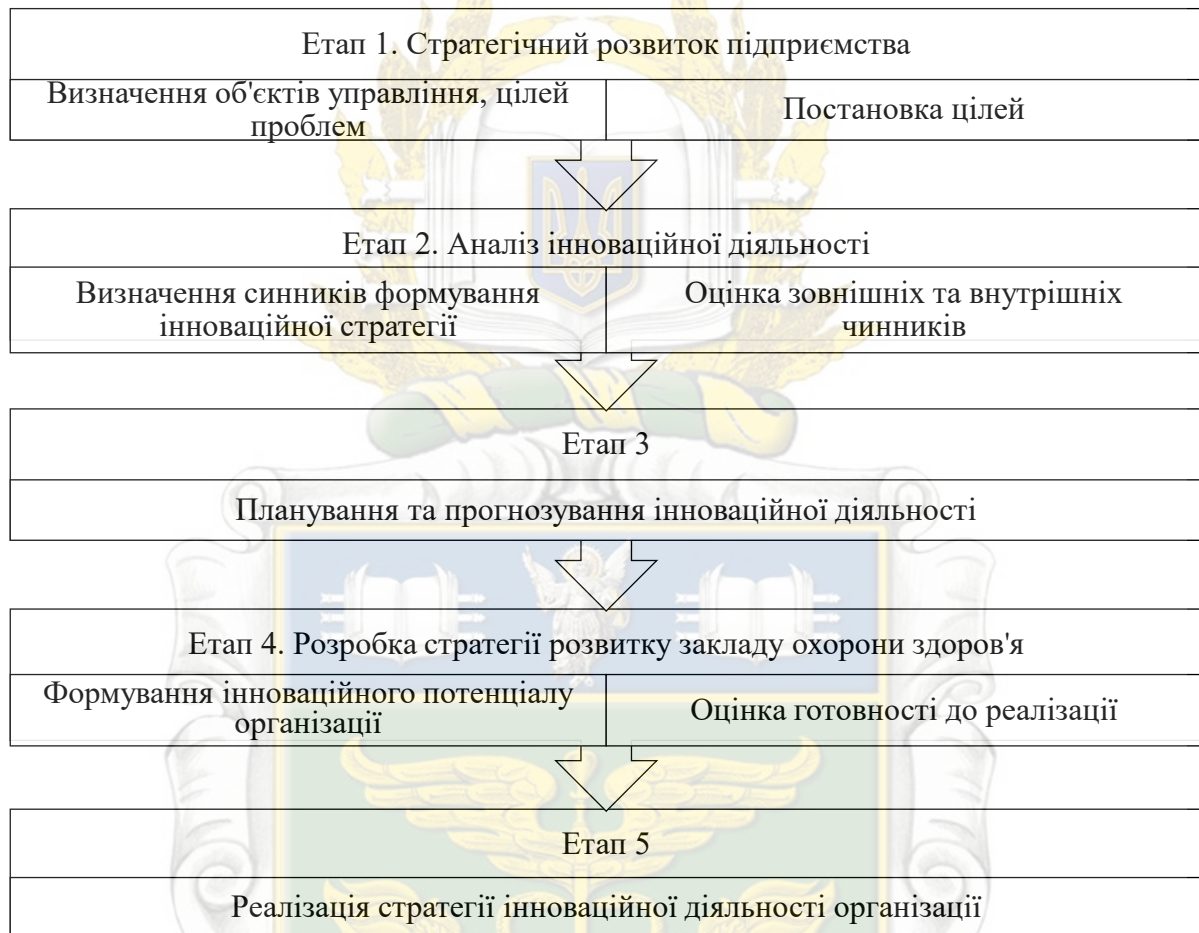 Етап 1. Стратегічний розвиток підприємства
Визначення об'єктів управління, цілей
проблем
Постановка цілей
Етап 2. Аналіз інноваційної діяльності
Визначення синників формування
інноваційної стратегії
Оцінка зовнішніх та внутрішніх
чинників
Етап 3
Планування та прогнозування інноваційної діяльності
Етап 4. Розробка стратегії розвитку закладу охорони здоров'я
Формування інноваційного потенціалу
організації
Оцінка готовності до реалізації
Етап 5
Реалізація стратегії інноваційної діяльності організації